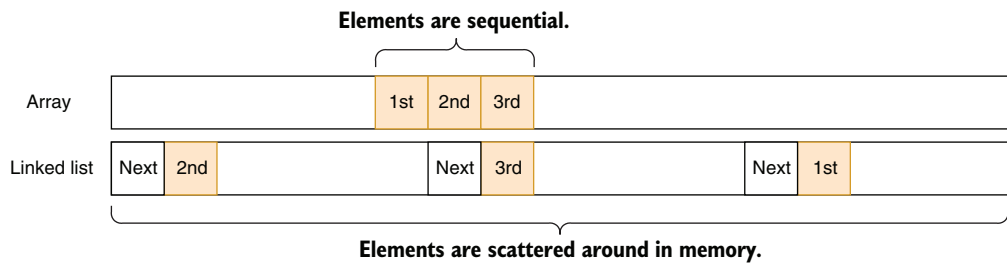 Elements are sequential.
Array 1st 2nd 3rd
Linked list Next 2nd Next 3rd Next 1st
Elements are scattered around in memory.